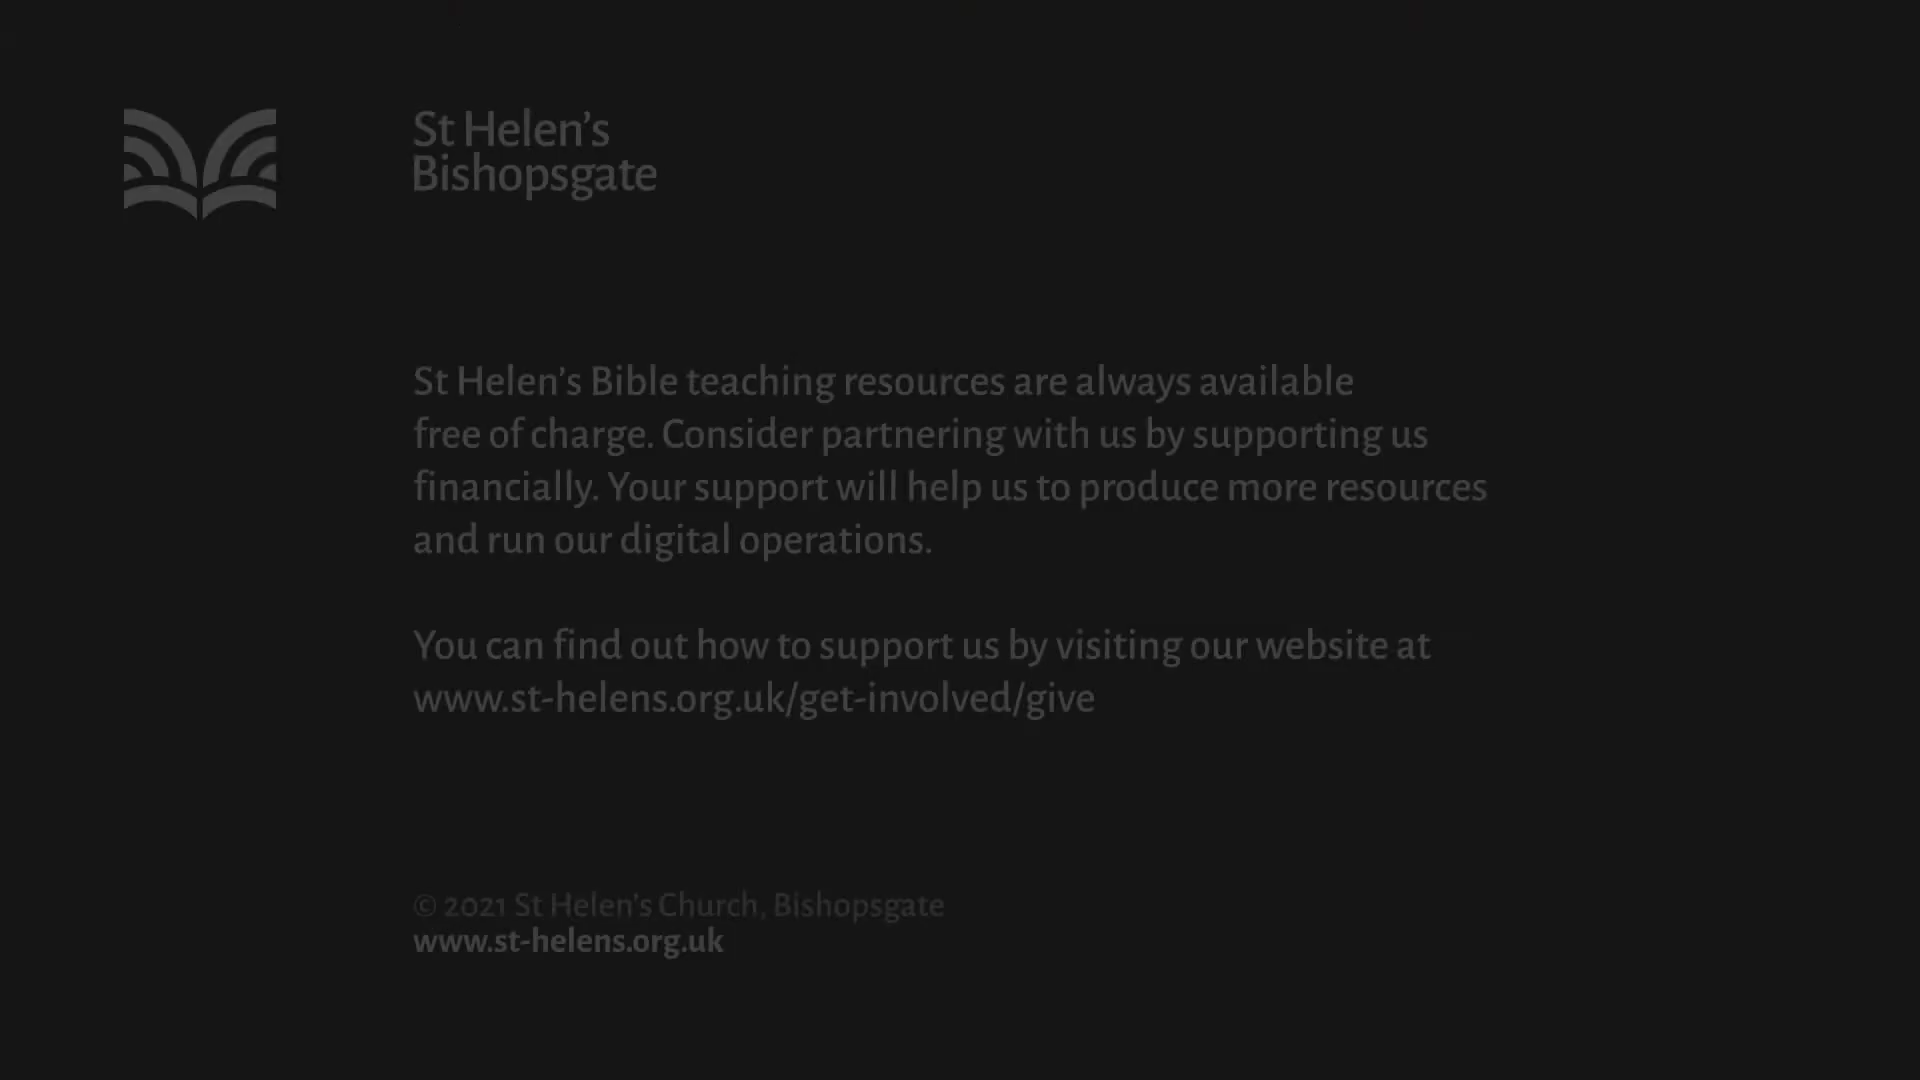 St Helen’s
Bishopsgate
St Helen’s Bible teaching resources are always available
free of charge. Consider partnering with us by supporting us
financially. Your support will help us to produce more resources
and run our digital operations.
You can find out how to support us by visiting our website at
www.st-helens.org.uk/get-involved/give
© 2021 St Helen’s Church, Bishopsgate
www.st-helens.org.uk